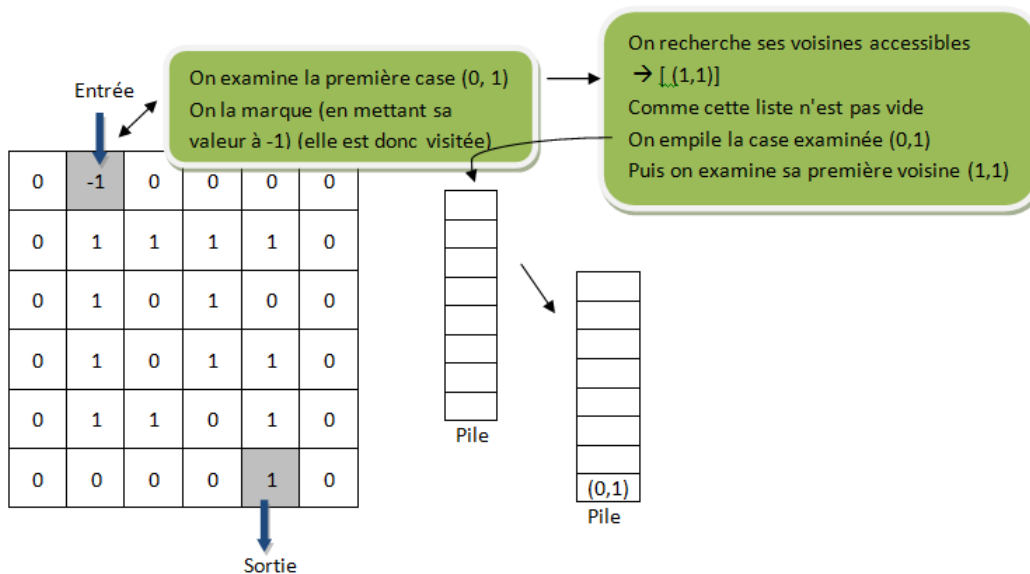 On examine la première case (0, 1)
On la marque (en mettant sa
valeur à -1) (elle est donc visitée)
On recherche ses voisines accessibles
→ [ (1,1)]
Comme cette liste n'est pas vide
On empile la case examinée (0,1)
Puis on examine sa première voisine (1,1)
Entrée
0 -1 0 0 0 0
0 1 1 1 1 0
0 1 0 1 0 0
0 1 0 1 1 0
0 1 1 0 1 0
0 0 0 0 1 0
Sortie
Pile
(0,1)
Pile